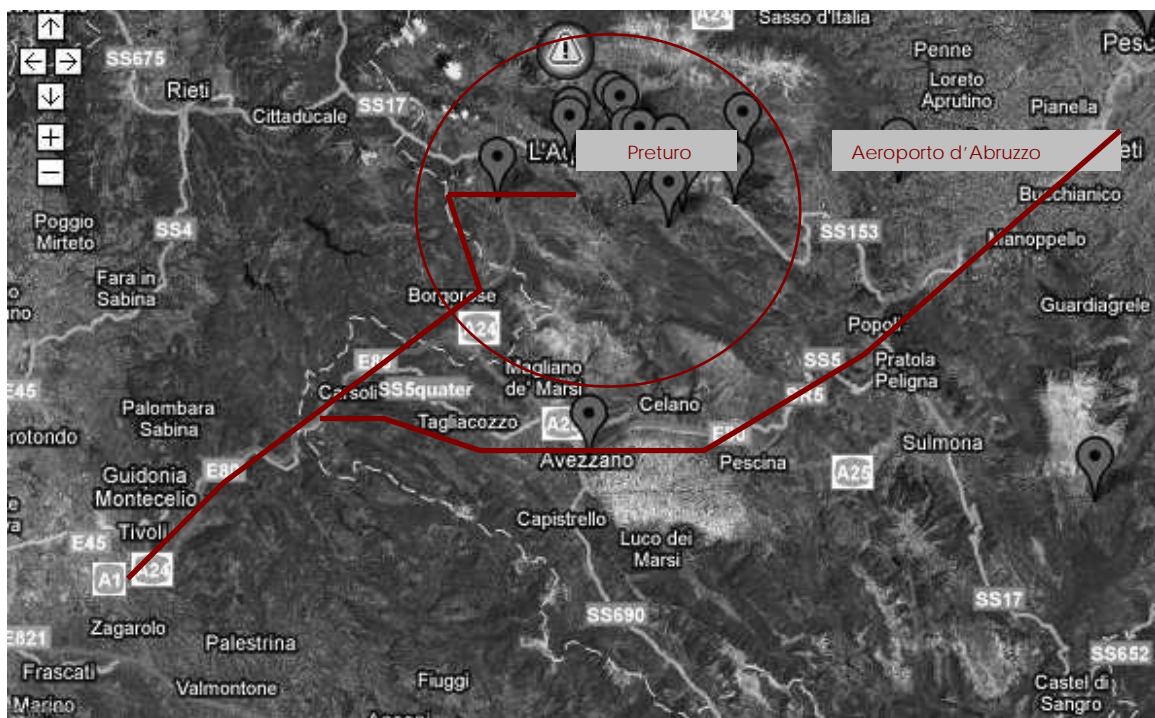 A24
Sasso d'Italia
Penne
Loreto
Aprutino
Pianella
SS675
Rieti
Cittaducale
SS17
Preturo
Aeroporto d'Abruzzo
Bucchianico
Manoppello
SS153
Poggio
Mirteto
SS4
Fara in
Sabina
Borgorose
A24
Guardiagrele
Popoli
E45
SS5
Pratola
Peligna
Magliano
de' Marsi
Carsoli
SS5quater
Celano
Palombara
Sabina
Tagliacozzo
Sulmona
E80
Avezzano
Pescina
A25
Guidonia
Montecelio
Tivoli
Capistrello
Luco dei
Marsi
E45
A1
A24
Zagarolo
SS690
SS17
E821
Palestrina
SS652
Frascati
Valmontone
Fiuggi
Castel di
Sangro
Marino